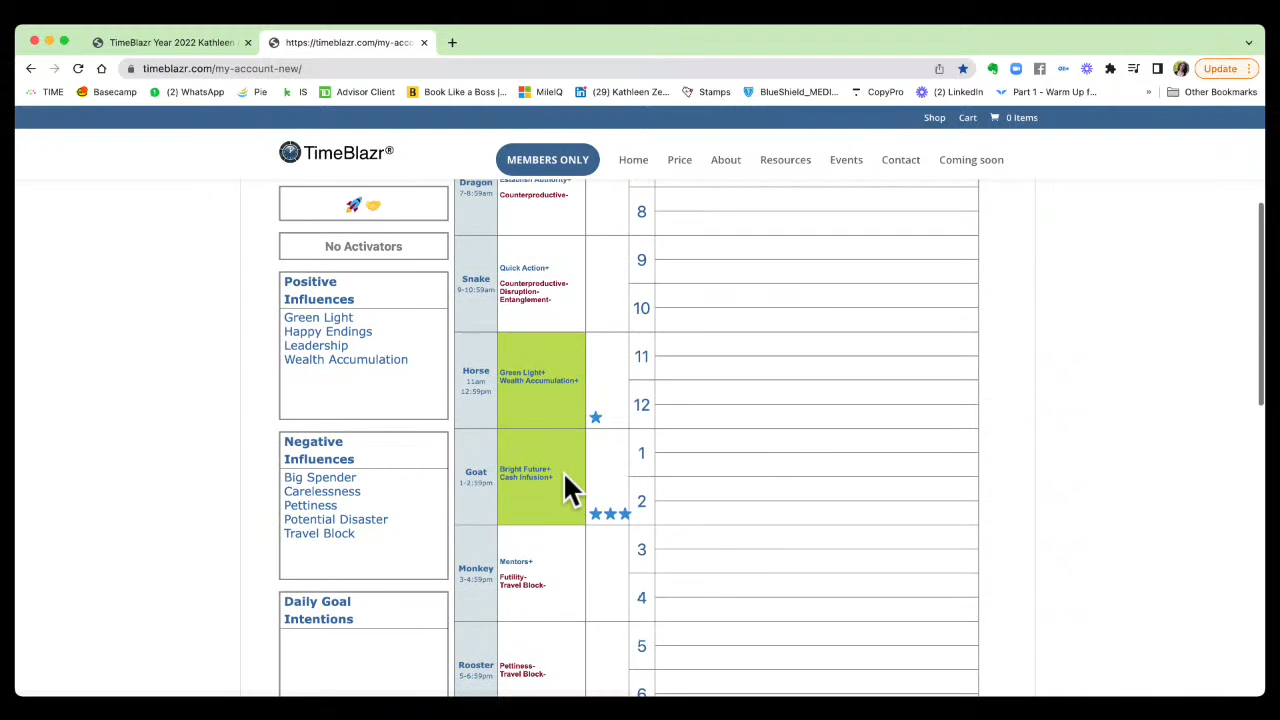 TimeBlazr Year 2022 Kathleen
https://timeblazr.com/my-acco
timeblazr.com/my-account-new/
Update
TIME
Basecamp
(2) WhatsApp
Pie
IS
Advisor Client
Book Like a Boss |...
MileIQ
(29) Kathleen Ze...
Stamps
BlueShield_MEDI...
CopyPro
(2) LinkedIn
Part 1 - Warm Up f...
»
Other Bookmarks
Shop
Cart
0 Items
TimeBlazr®
MEMBERS ONLY
Home
Price
About
Resources
Events
Contact
Coming soon
No Activators
Positive
Influences
Green Light
Happy Endings
Leadership
Wealth Accumulation
Negative
Influences
Big Spender
Carelessness
Pettiness
Potential Disaster
Travel Block
Daily Goal
Intentions
Dragon
7-8:59am
Establish Authority+
Counterproductive-
8
Snake
9-10:59am
Quick Action+
Counterproductive-
Disruption-
Entanglement-
9
10
Horse
11am
12:59pm
Green Light+
Wealth Accumulation+
11
12
Goat
1-2:59pm
Bright Future+
Cash Infusion+
1
2
Monkey
3-4:59pm
Mentors+
Futility-
Travel Block-
3
4
Rooster
5-6:59pm
Pettiness-
Travel Block-
5
6